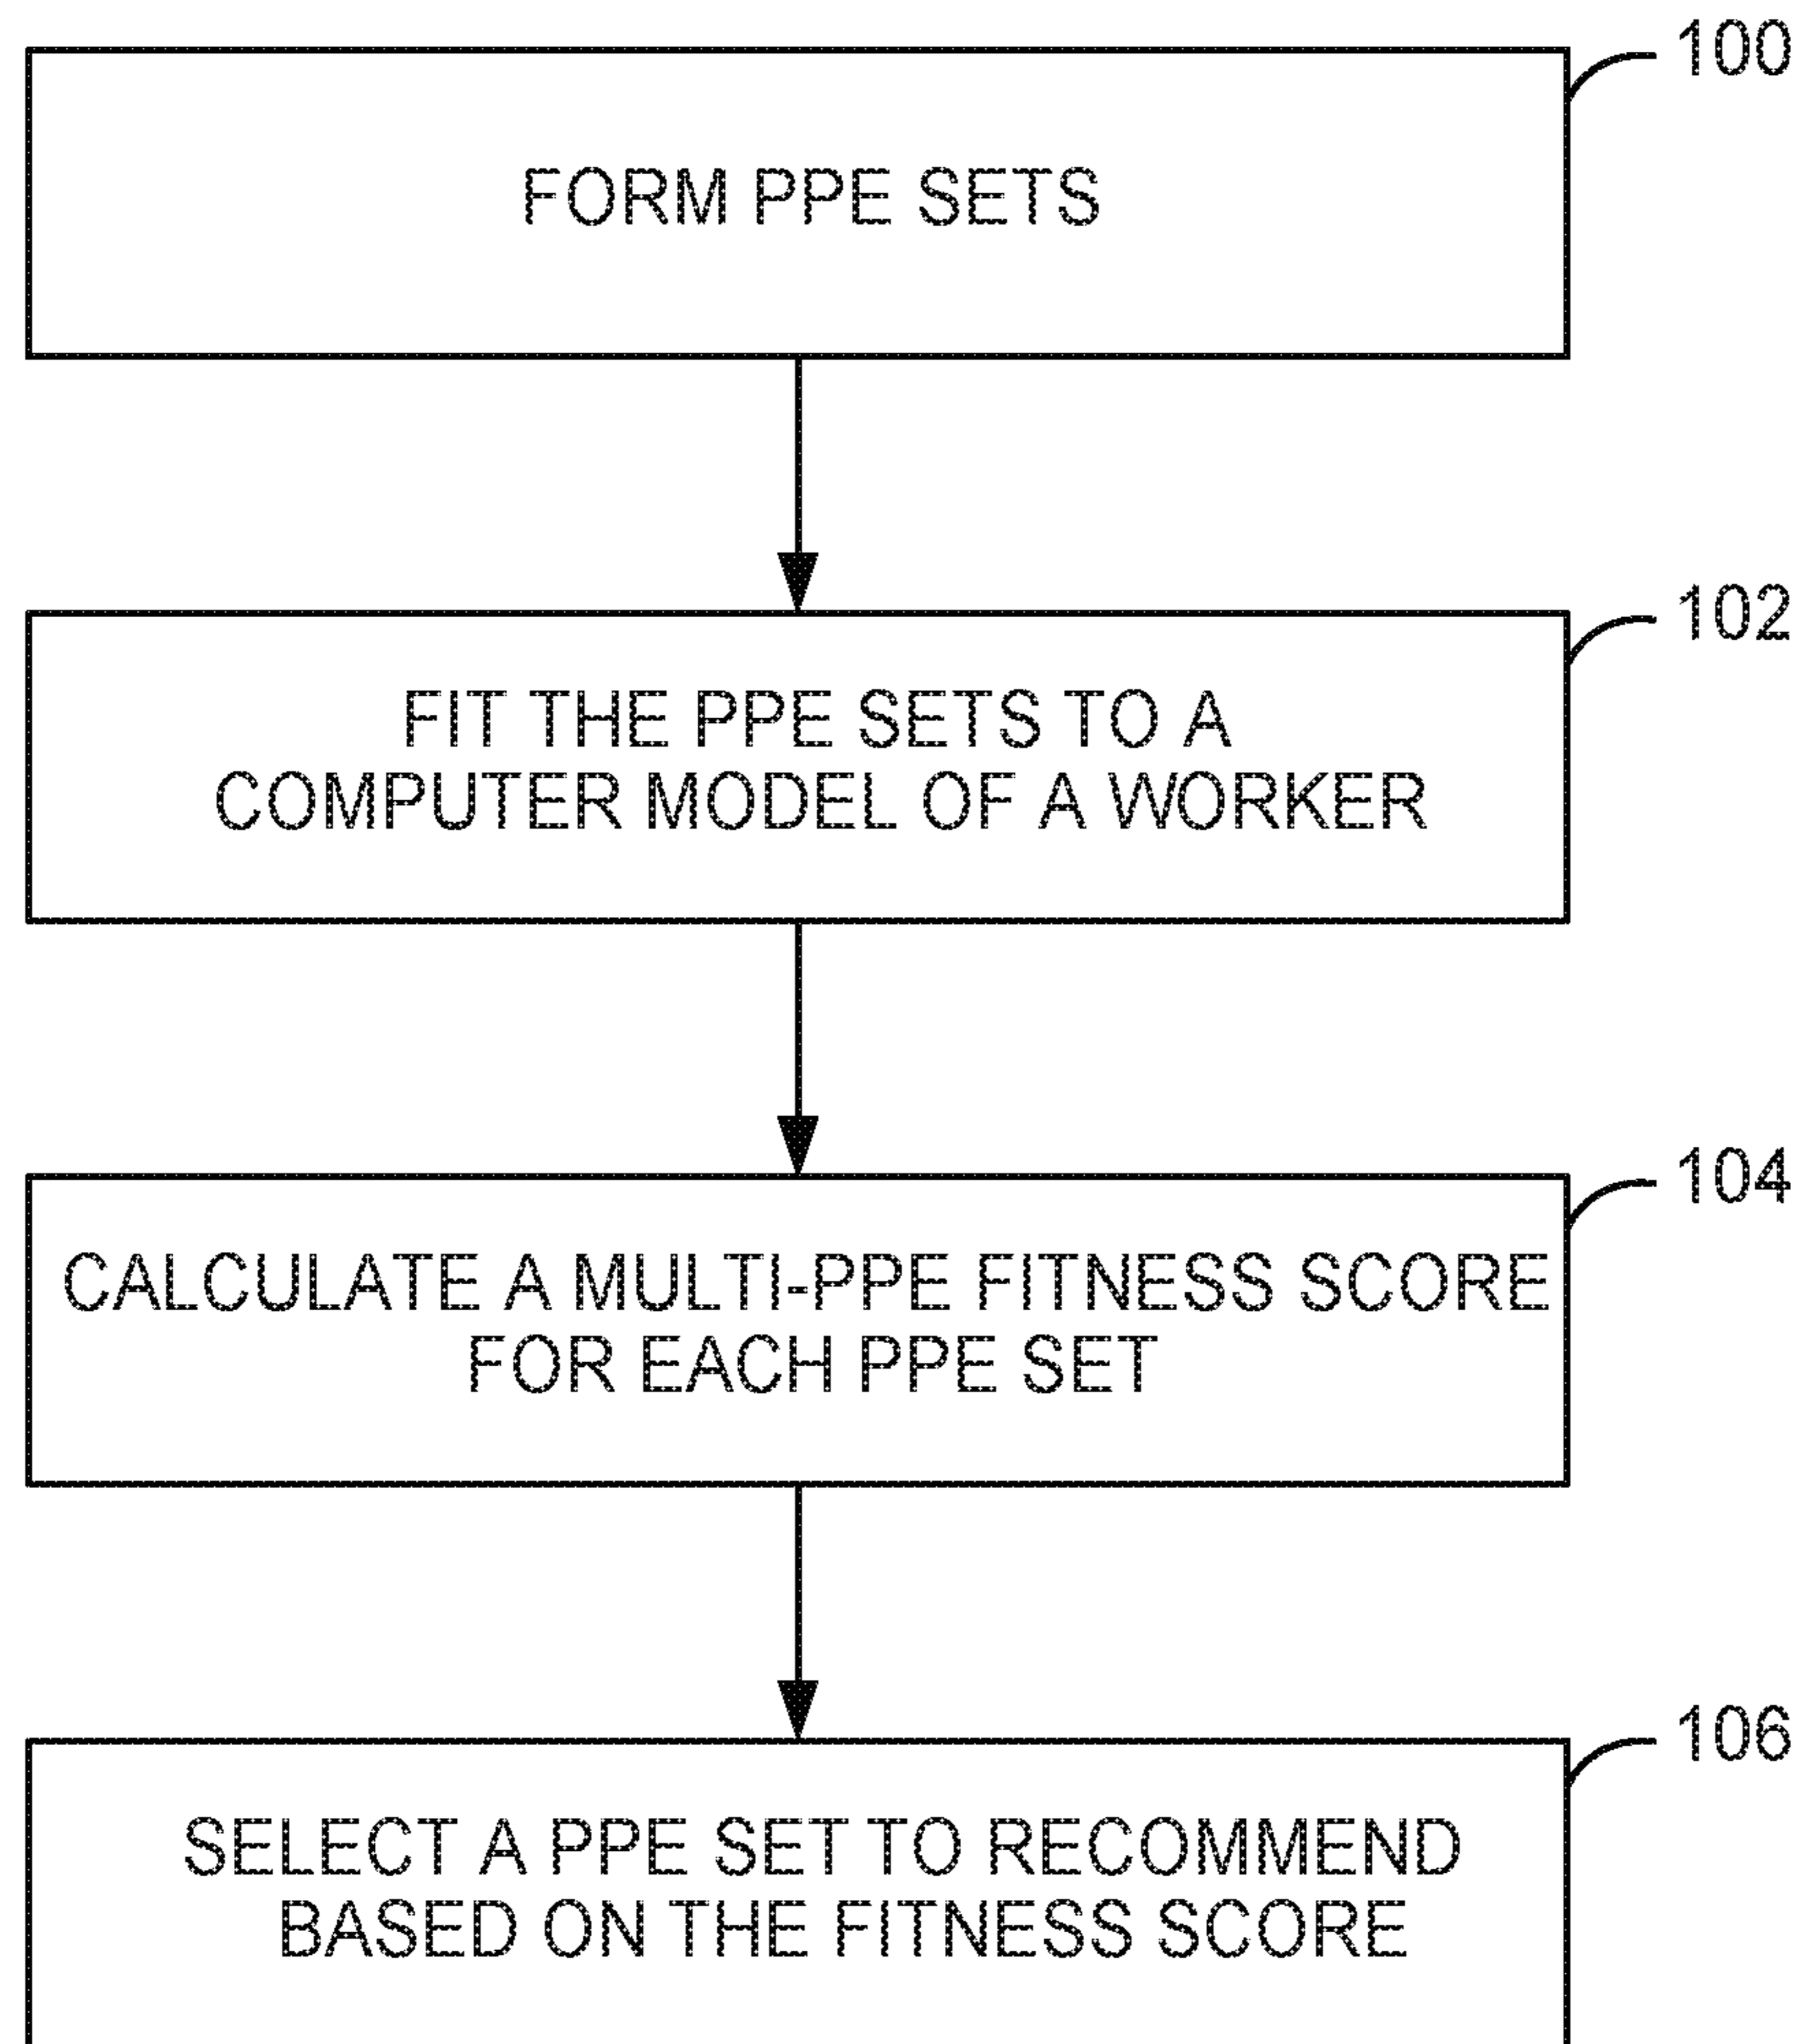 100
FORM PPE SETS
102
FIT THE PPE SETS TO A
COMPUTER MODEL OF A WORKER
104
CALCULATE A MULTI-PPE FITNESS SCORE
FOR EACH PPE SET
106
SELECT A PPE SET TO RECOMMEND
BASED ON THE FITNESS SCORE